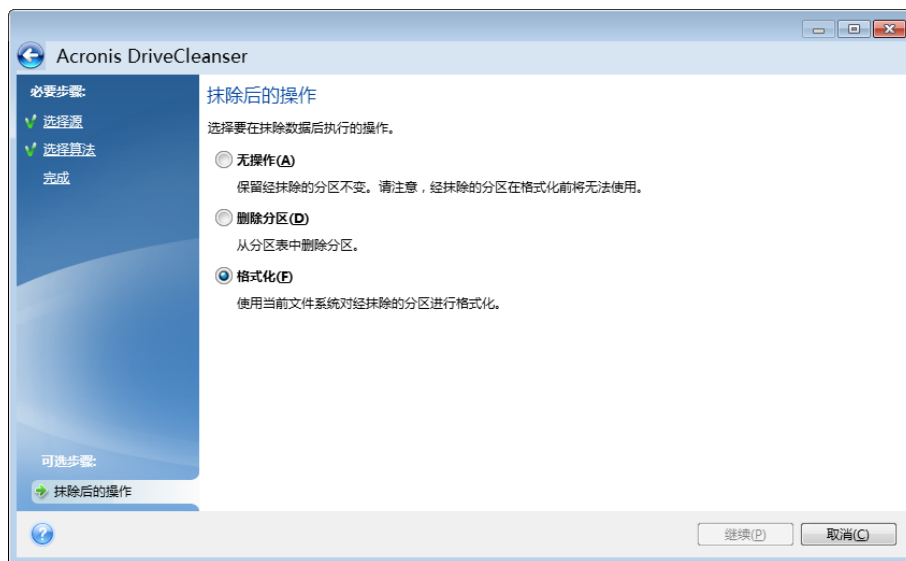 Acronis DriveCleanser
必要步骤:
选择源
选择算法
完成
抹除后的操作
选择要在抹除数据后执行的操作。
无操作(A)
保留经抹除的分区不变。请注意，经抹除的分区在格式化前将无法使用。
删除分区(D)
从分区表中删除分区。
格式化(F)
使用当前文件系统对经抹除的分区进行格式化。
可选步骤:
抹除后的操作
继续(P)
取消(C)